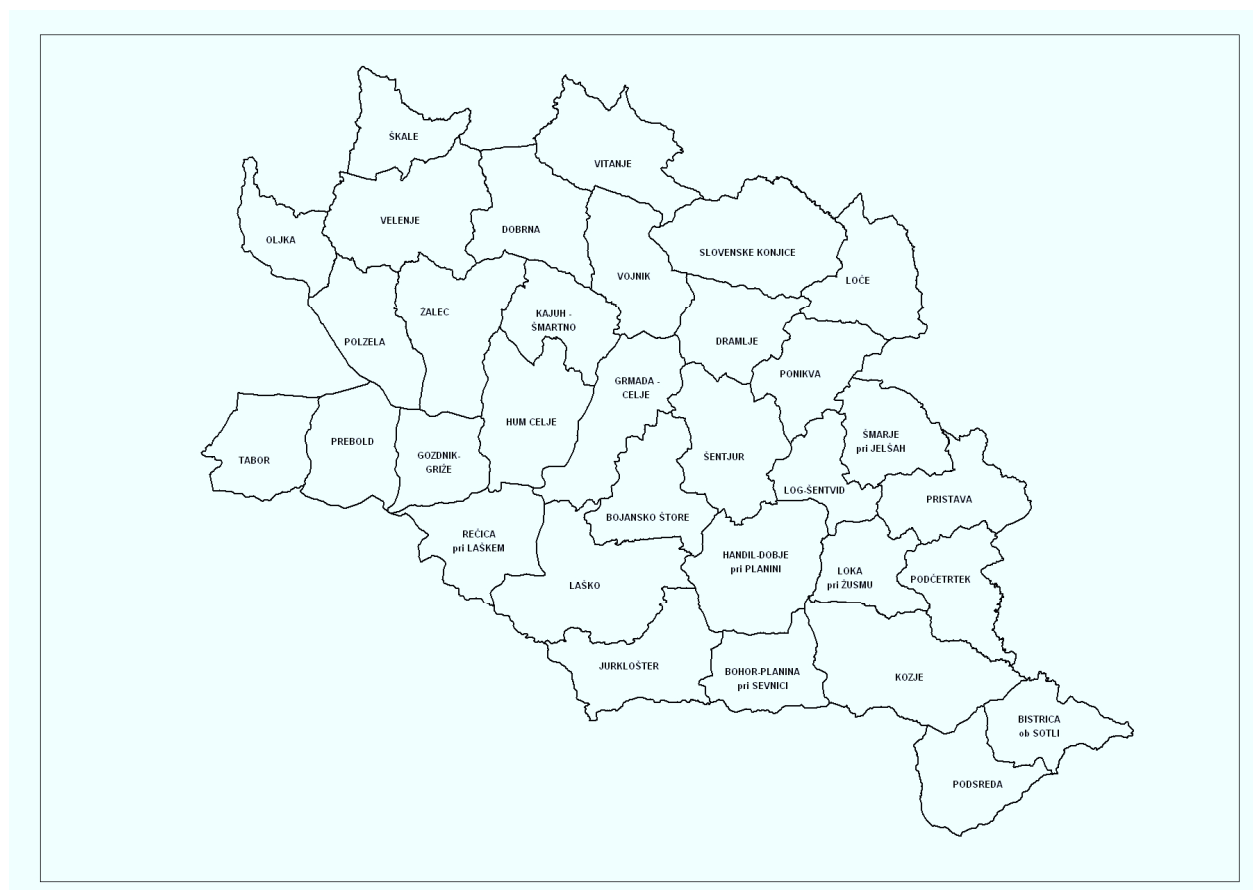 ŠKALE
VITANJE
VELENJE
DOBRNA
OLJKA
SLOVENSKE KONJICE
VOJNIK
LOČE
ŽALEC
KAJUH -
ŠMARTNO
POLZELA
DRAMLJE
PONIKVA
GRMADA -
CELJE
HUM CELJE
PREBOLD
ŠMARJE
pri JELŠAH
TABOR
GOZDNIK-
GRIŽE
ŠENTJUR
LOG-ŠENTVID
PRISTAVA
BOJANSKO ŠTORE
REČICA
pri LAŠKEM
HANDIL-DOBJE
pri PLANINI
LOKA
pri ŽUSMU
PODČETRTEK
LAŠKO
JURKLOŠTER
BOHOR-PLANINA
pri SEVNICI
KOZJE
BISTRICA
ob SOTLI
PODSREDA